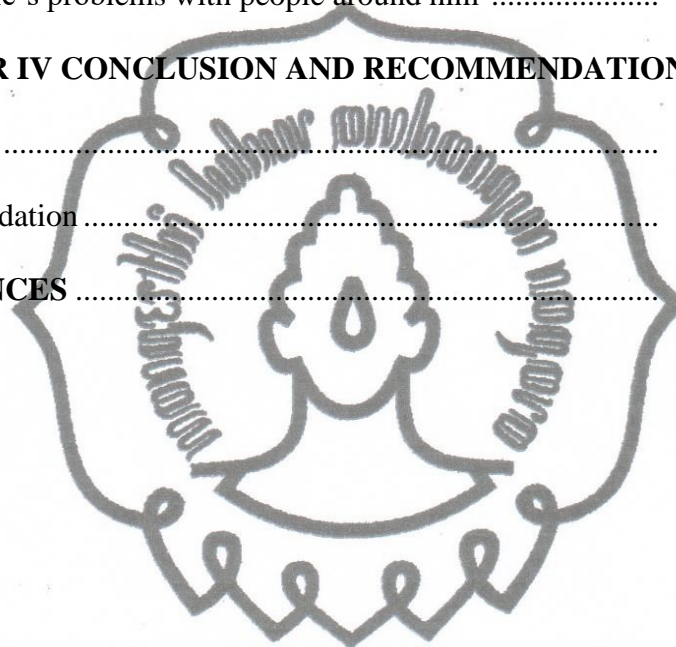 e’s problems with people around him .....................
R IV CONCLUSION AND RECOMMENDATION
...................................................................................
dation .........................................................................
NCES ..........................................................................